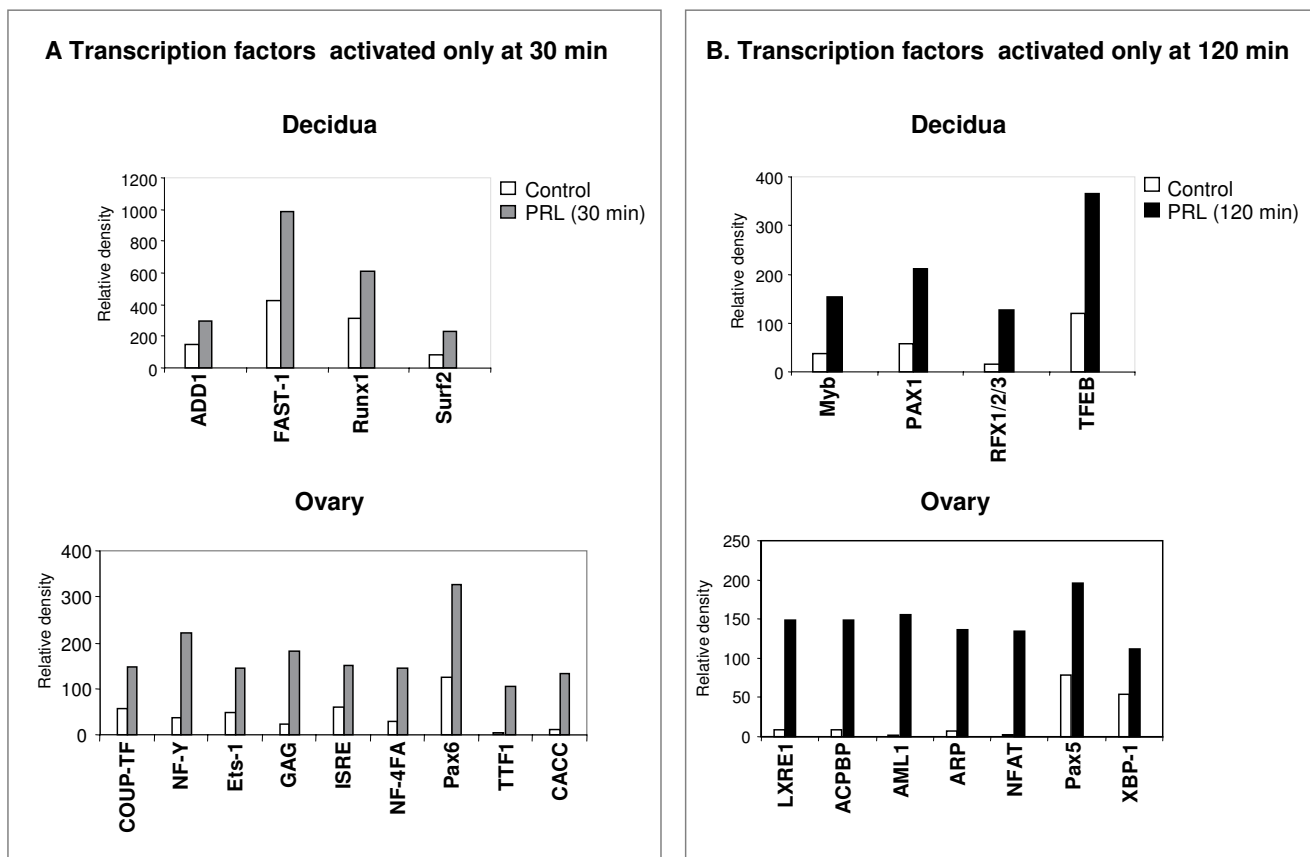 A Transcription factors activated only at 30 min
Decidua
Relative density
1200
1000
800
600
400
200
0
Control
PRL (30 min)
ADD1
FAST-1
Runx1
Surf2
Ovary
Relative density
400
300
200
100
0
COUP-TF
NF-Y
Ets-1
GAG
ISRE
NF-4FA
Pax6
TTF1
CACC
B. Transcription factors activated only at 120 min
Decidua
Relative density
400
300
200
100
0
Control
PRL (120 min)
Myb
PAX1
RFX1/2/3
TFEB
Ovary
Relative density
250
200
150
100
50
0
LXRE1
ACPBP
AML1
ARP
NFAT
Pax5
XBP-1